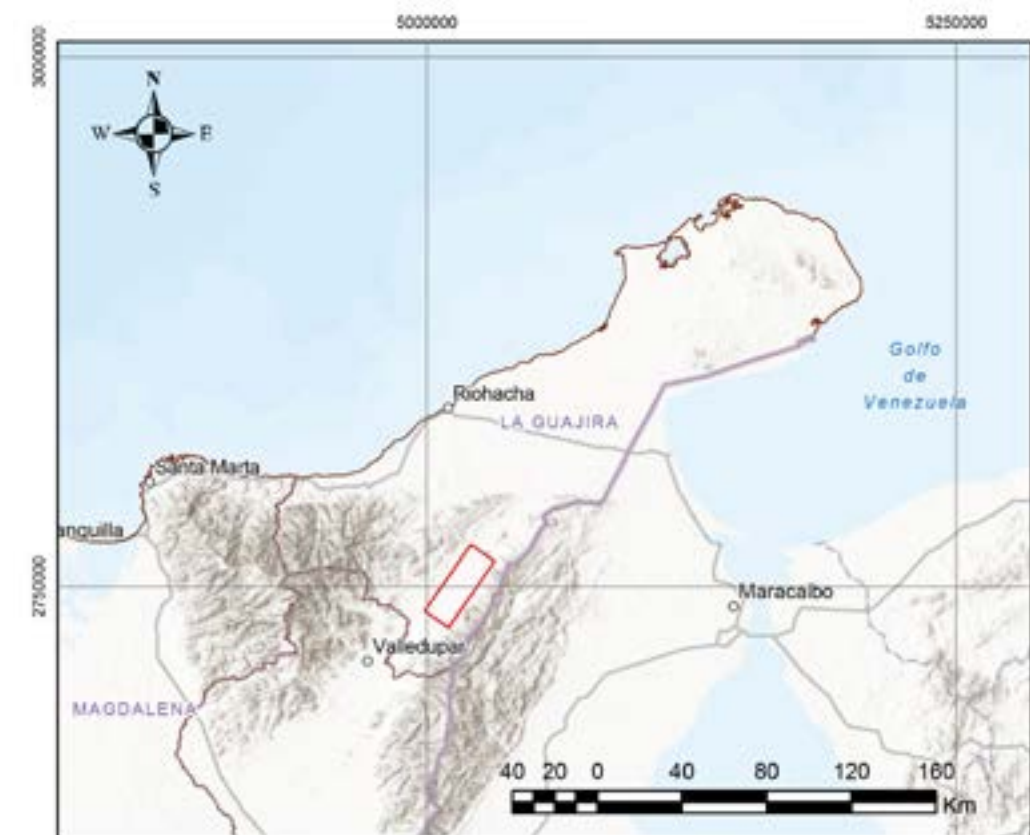 5000000
5250000
3000000
N
W
E
S
Golfo
de
Venezuela
Riohacha
LA GUAJIRA
Santa Marta
anquilla
2750000
Maracaibo
Valledupar
MAGDALENA
40 20 0 40 80 120 160
Km